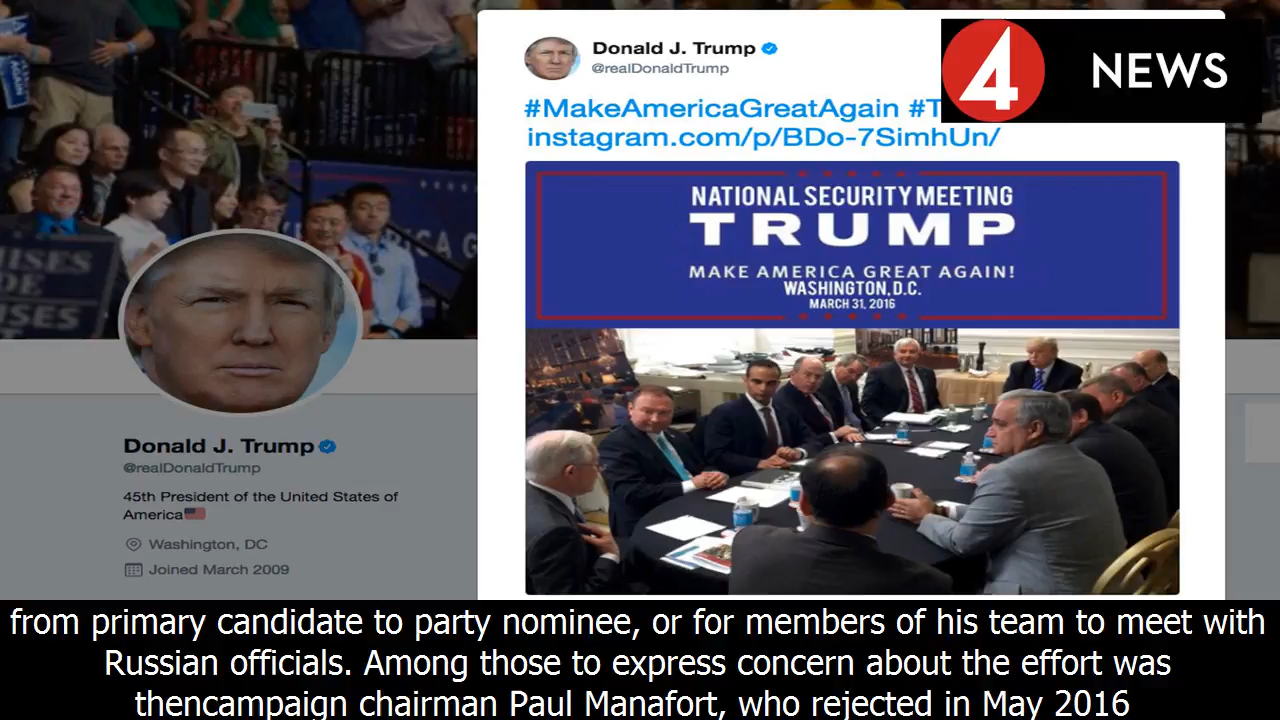 Donald J. Trump
@realDonaldTrump
4 NEWS
#MakeAmericaGreatAgain #T
instagram.com/p/BDo-7SimhUn/
NATIONAL SECURITY MEETING
TRUMP
MAKE AMERICA GREAT AGAIN!
WASHINGTON, D.C.
MARCH 31, 2016
Donald J. Trump
@realDonaldTrump
45th President of the United States of
America
Washington, DC
Joined March 2009
from primary candidate to party nominee, or for members of his team to meet with
Russian officials. Among those to express concern about the effort was
thencampaign chairman Paul Manafort, who rejected in May 2016